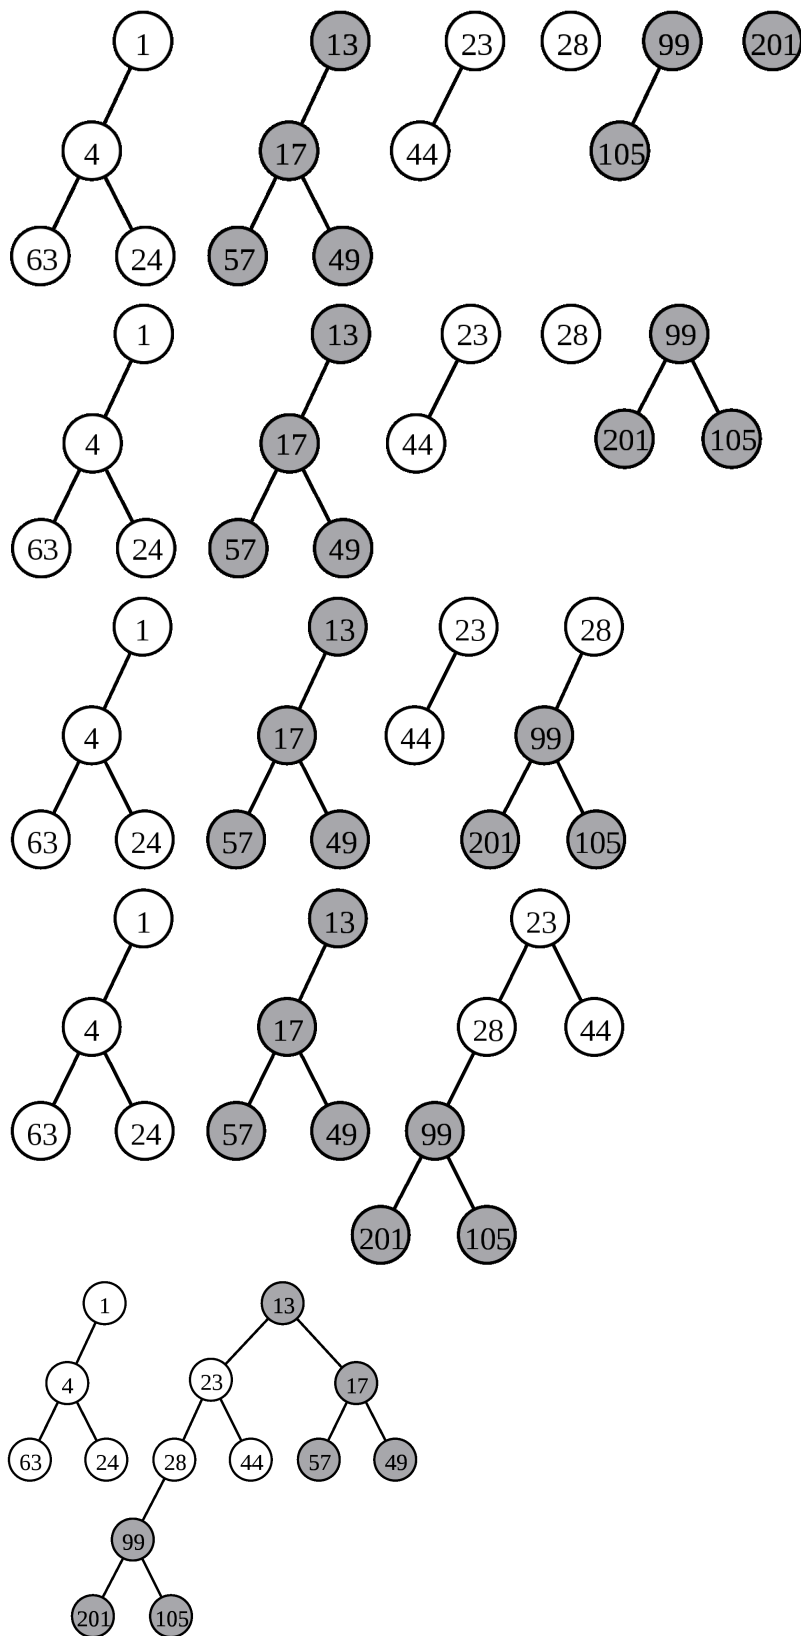 1 13 23 28 99 201
4 17 44 105
63 24 57 49
1 13 23 28 99
4 17 44 201 105
63 24 57 49
1 13 23 28
4 17 44 99
63 24 57 49 201 105
1 13 23
4 17 28 44
63 24 57 49 99
201 105
1 13
4 23 17
63 24 28 44 57 49
99
201 105